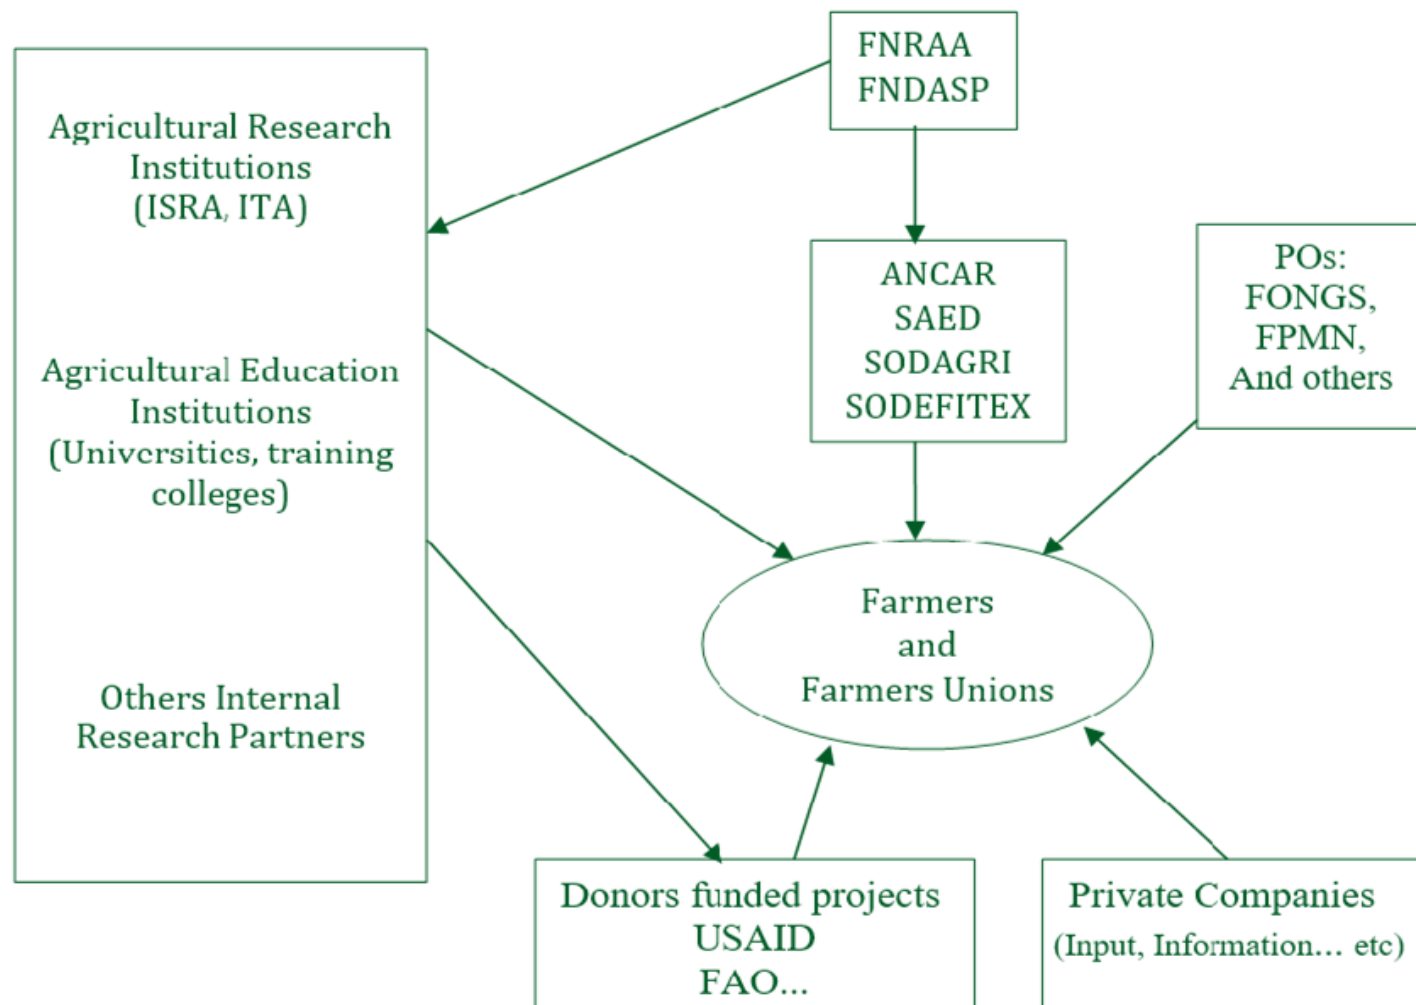 FNRAA
FNDASP
Agricultural Research
Institutions
(ISRA, ITA)
Agricultural Education
Institutions
(Universities, training
colleges)
Others Internal
Research Partners
ANCAR
SAED
SODAGRI
SODEFITEX
POs:
FONGS,
FPMN,
And others
Farmers
and
Farmers Unions
Donors funded projects
USAID
FAO...
Private Companies
(Input, Information... etc)